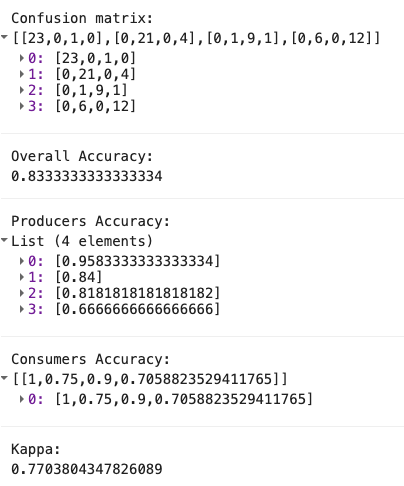 Confusion matrix:
[[23,0,1,0],[0,21,0,4],[0,1,9,1],[0,6,0,12]]
0: [23,0,1,0]
1: [0,21,0,4]
2: [0,1,9,1]
3: [0,6,0,12]
Overall Accuracy:
0.8333333333333334
Producers Accuracy:
List (4 elements)
0: [0.9583333333333334]
1: [0.84]
2: [0.8181818181818182]
3: [0.6666666666666666]
Consumers Accuracy:
[[1,0.75,0.9,0.7058823529411765]]
0: [1,0.75,0.9,0.7058823529411765]
Kappa:
0.7703804347826089